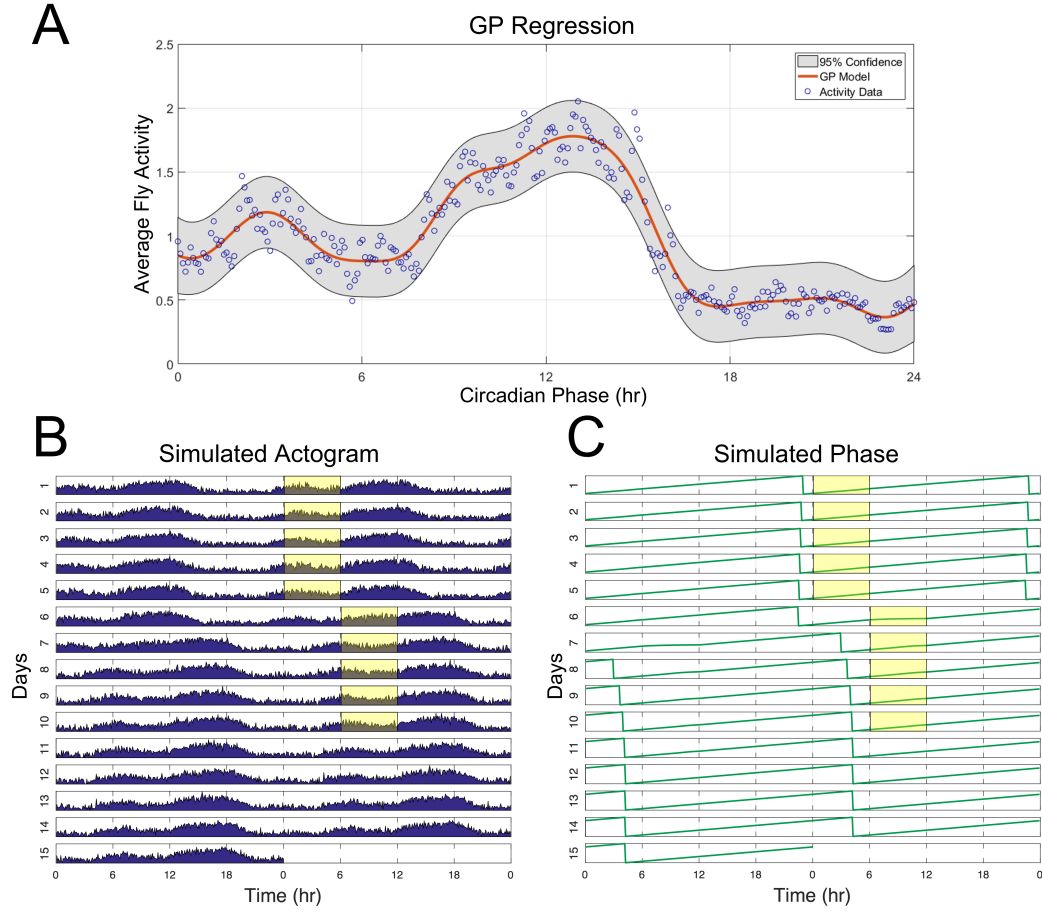 A
GP Regression
2.5
2
1.5
1
0.5
0
Average Fly Activity
95% Confidence
GP Model
Activity Data
0 6 12 18 24
Circadian Phase (hr)
B
Simulated Actogram
Days
1
2
3
4
5
6
7
8
9
10
11
12
13
14
15
0 6 12 18 0 6 12 18 0
Time (hr)
C
Simulated Phase
Days
1
2
3
4
5
6
7
8
9
10
11
12
13
14
15
0 6 12 18 0 6 12 18 0
Time (hr)